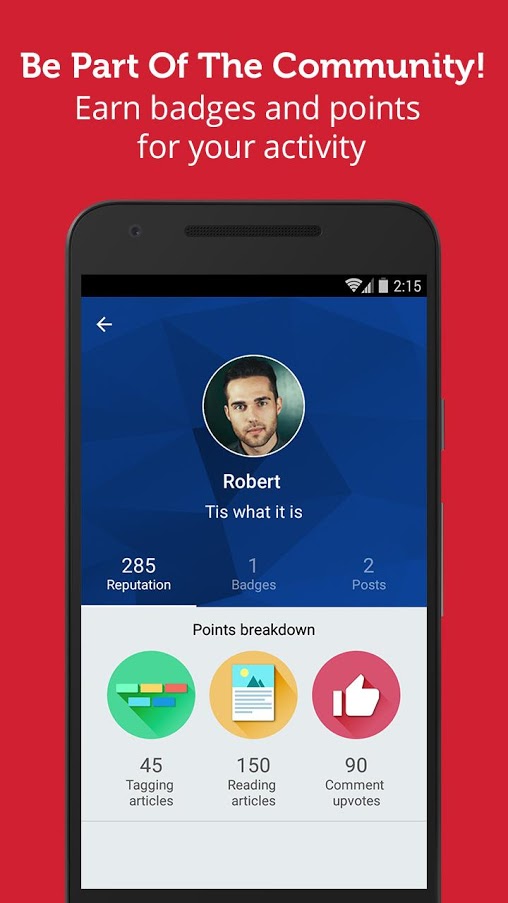 Be Part Of The Community!
Earn badges and points
for your activity
2:15
Robert
Tis what it is
285 1 2
Reputation Badges Posts
Points breakdown
45 150 90
Tagging Reading Comment
articles articles upvotes